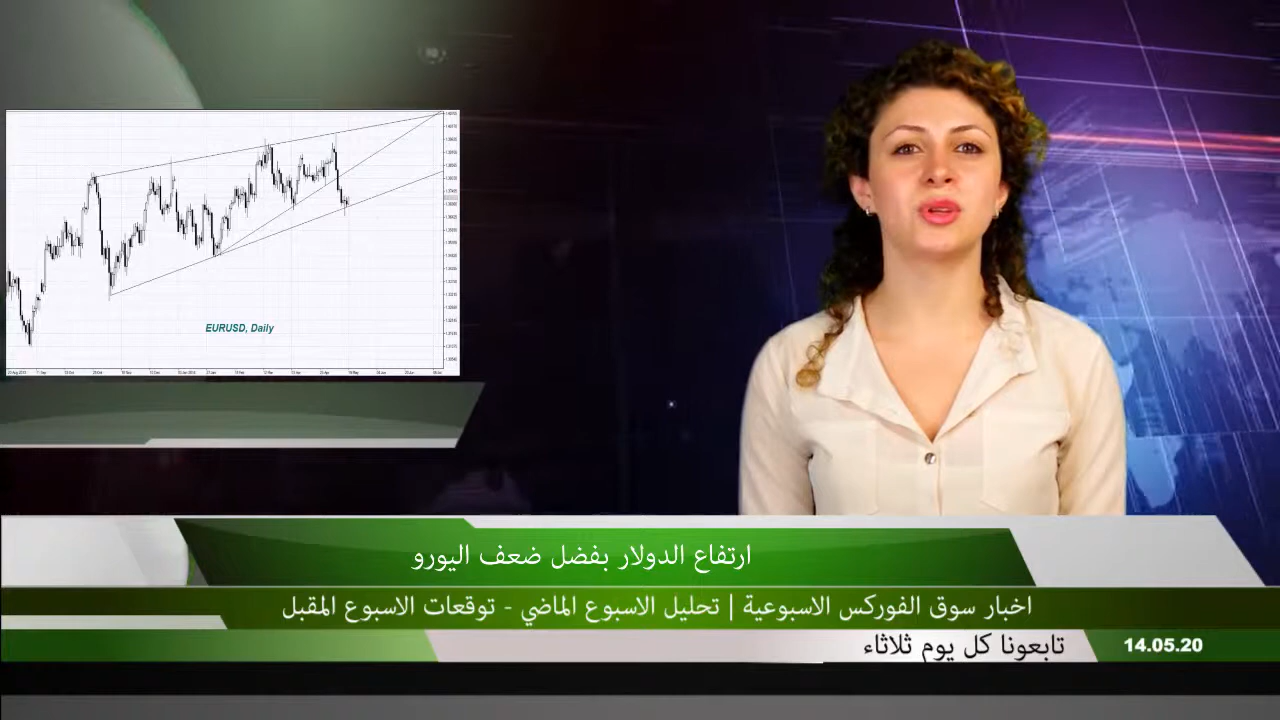 EURUSD, Daily
ارتفاع الدولار بفضل ضعف اليورو
اخبار سوق الفوركس الاسبوعية | تحليل الاسبوع الماضي - توقعات الاسبوع المقبل
تابعونا كل يوم ثلاثاء
14.05.20